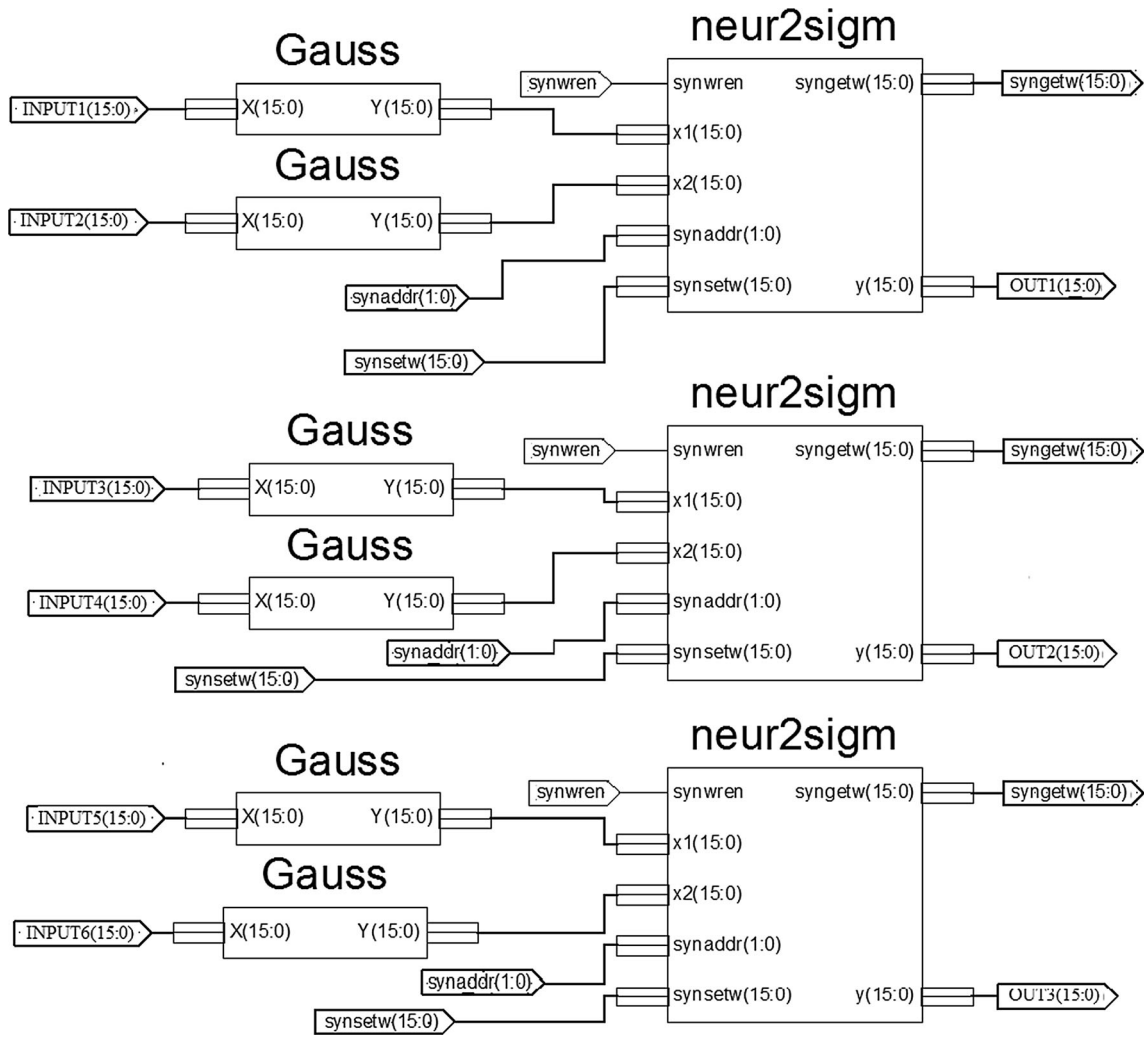 neur2sigm
Gauss
synwren
synwren
syngetw(15:0)
syngetw(15:0)
INPUT1(15:0)
X(15:0)
Y(15:0)
x1(15:0)
Gauss
x2(15:0)
INPUT2(15:0)
X(15:0)
Y(15:0)
synaddr(1:0)
synaddr(1:0)
synsetw(15:0)
y(15:0)
OUT1(15:0)
synsetw(15:0)
neur2sigm
Gauss
synwren
synwren
syngetw(15:0)
syngetw(15:0)
INPUT3(15:0)
X(15:0)
Y(15:0)
x1(15:0)
Gauss
x2(15:0)
INPUT4(15:0)
X(15:0)
Y(15:0)
synaddr(1:0)
synaddr(1:0)
synsetw(15:0)
y(15:0)
OUT2(15:0)
synsetw(15:0)
neur2sigm
Gauss
synwren
synwren
syngetw(15:0)
syngetw(15:0)
INPUT5(15:0)
X(15:0)
Y(15:0)
x1(15:0)
Gauss
x2(15:0)
INPUT6(15:0)
X(15:0)
Y(15:0)
synaddr(1:0)
synaddr(1:0)
synsetw(15:0)
y(15:0)
OUT3(15:0)
synsetw(15:0)